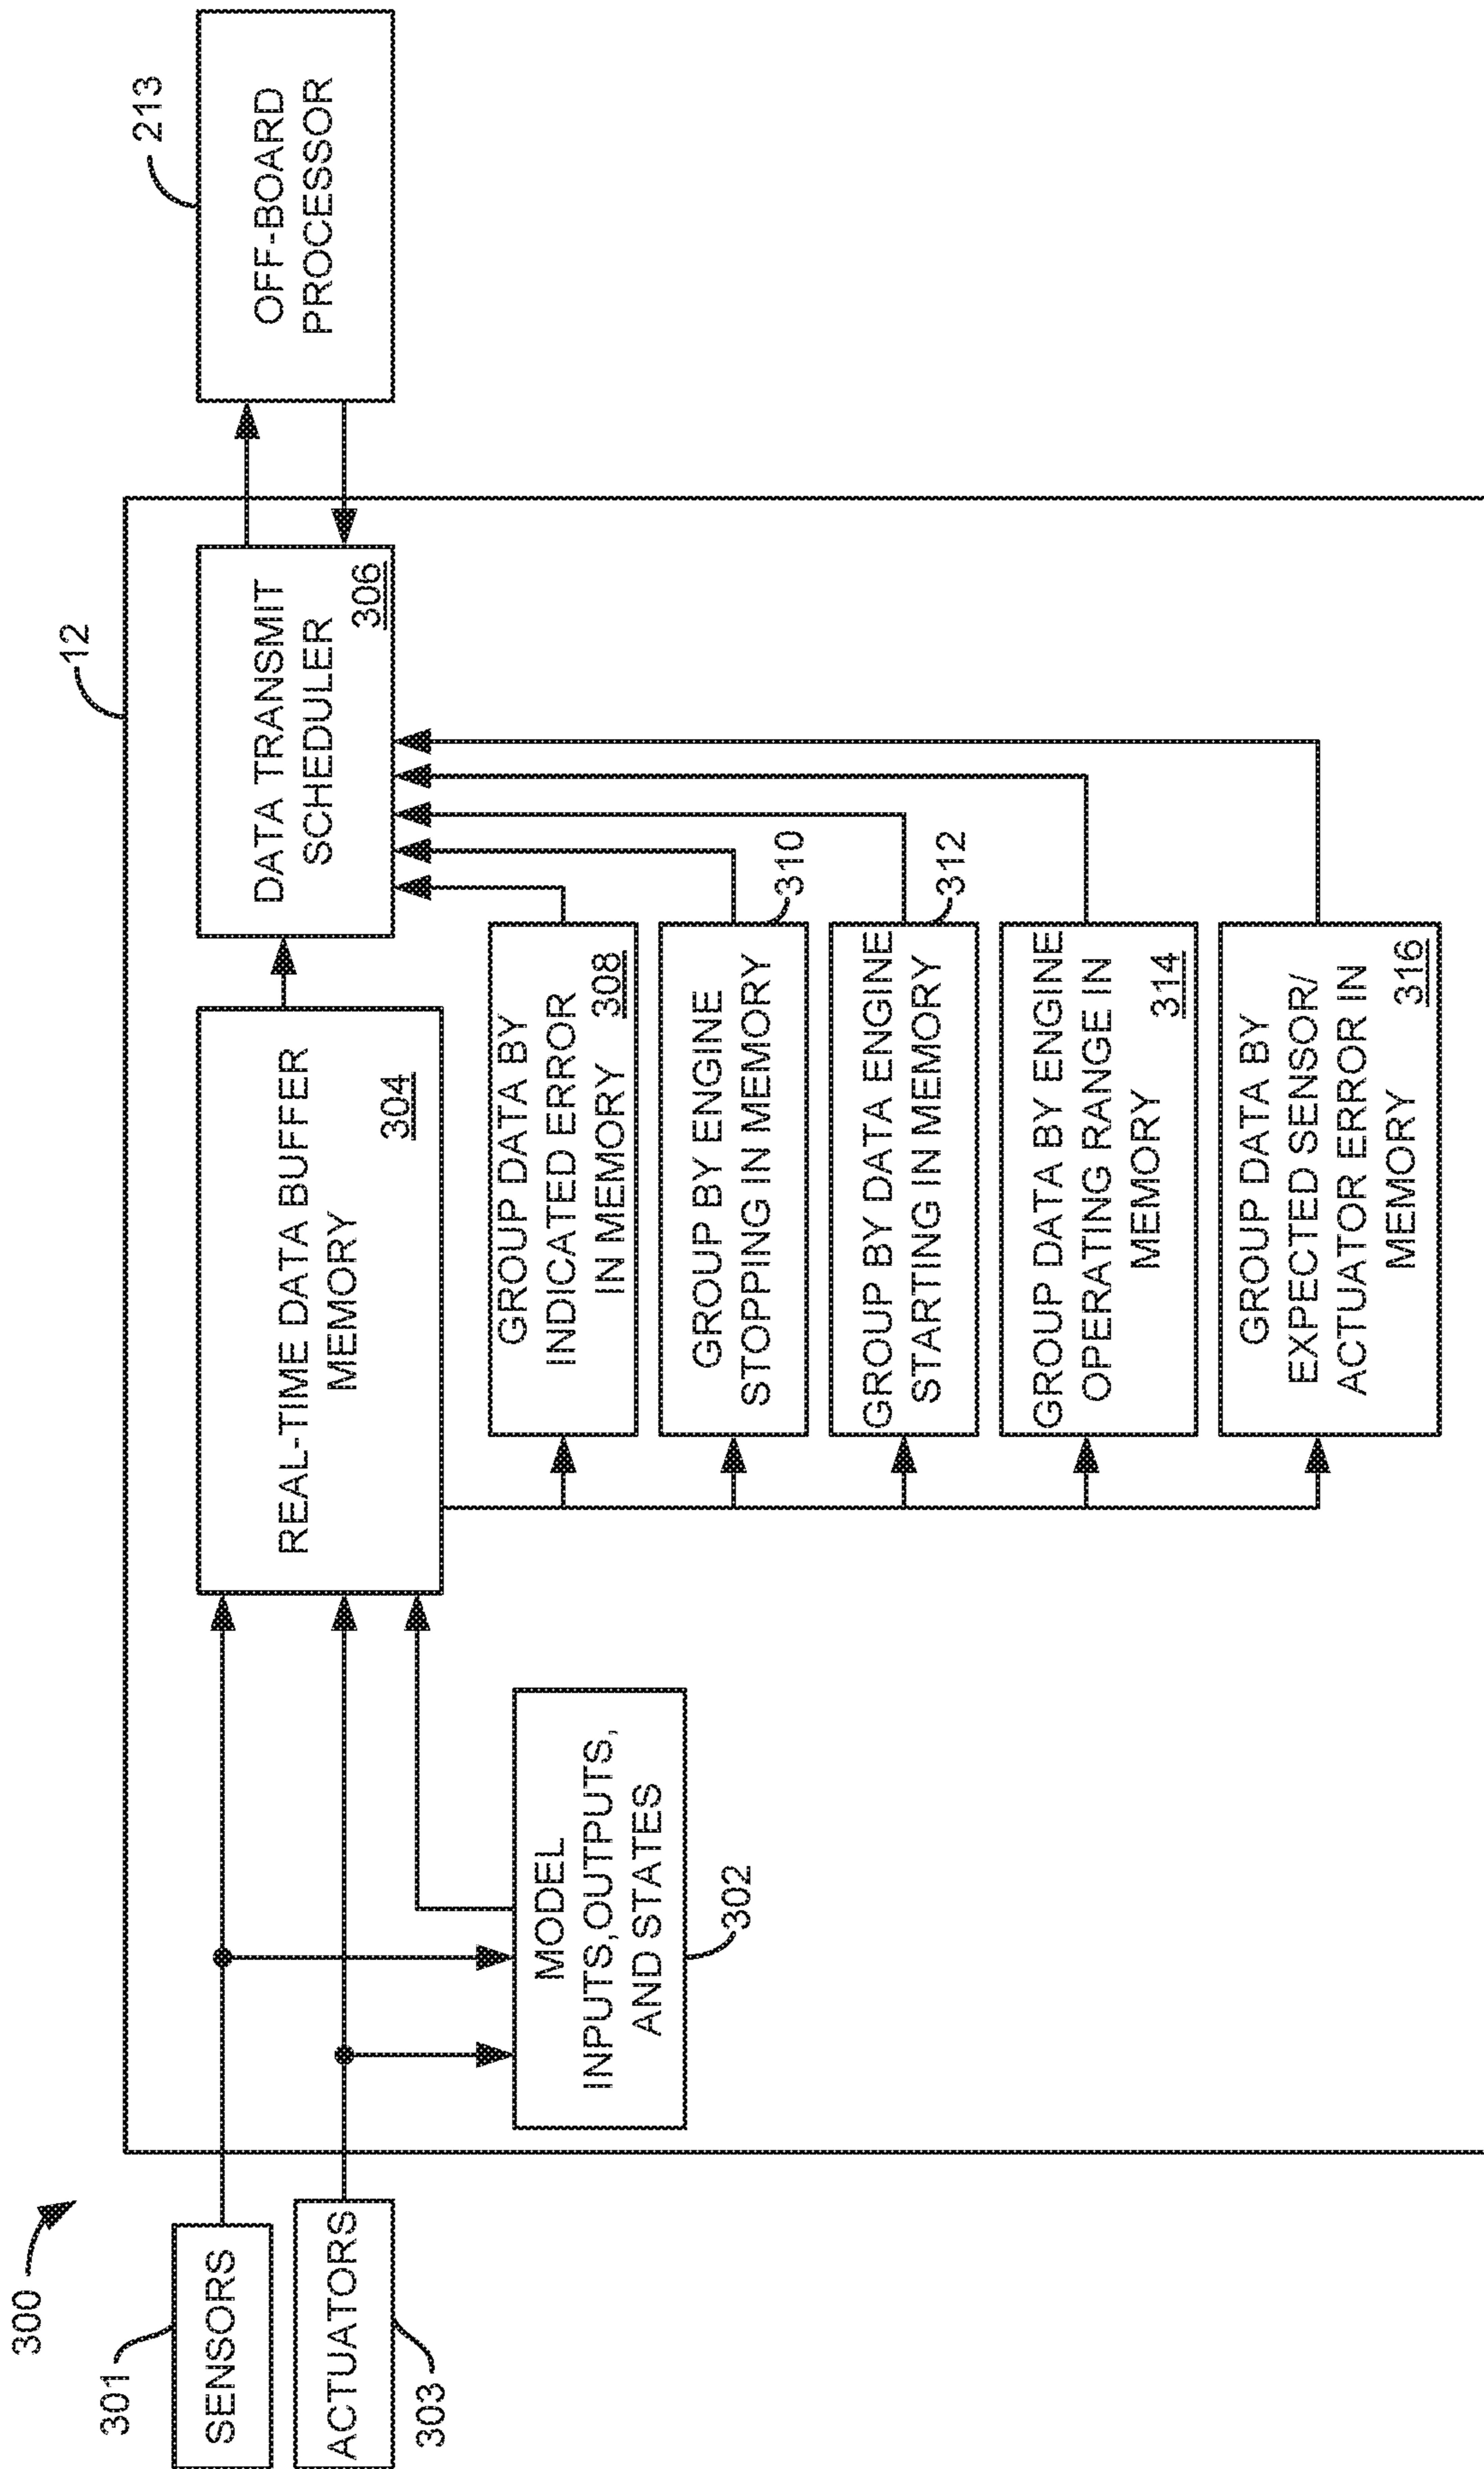 300
301
SENSORS
ACTUATORS
303
12
MODEL
INPUTS,OUTPUTS,
AND STATES
302
REAL-TIME DATA BUFFER
MEMORY
304
DATA TRANSMIT
SCHEDULER
306
213
OFF-BOARD
PROCESSOR
GROUP DATA BY
INDICATED ERROR
IN MEMORY
308
GROUP BY ENGINE
STOPPING IN MEMORY
310
GROUP BY DATA ENGINE
STARTING IN MEMORY
312
GROUP DATA BY ENGINE
OPERATING RANGE IN
MEMORY
314
GROUP DATA BY
EXPECTED SENSOR/
ACTUATOR ERROR IN
MEMORY
316